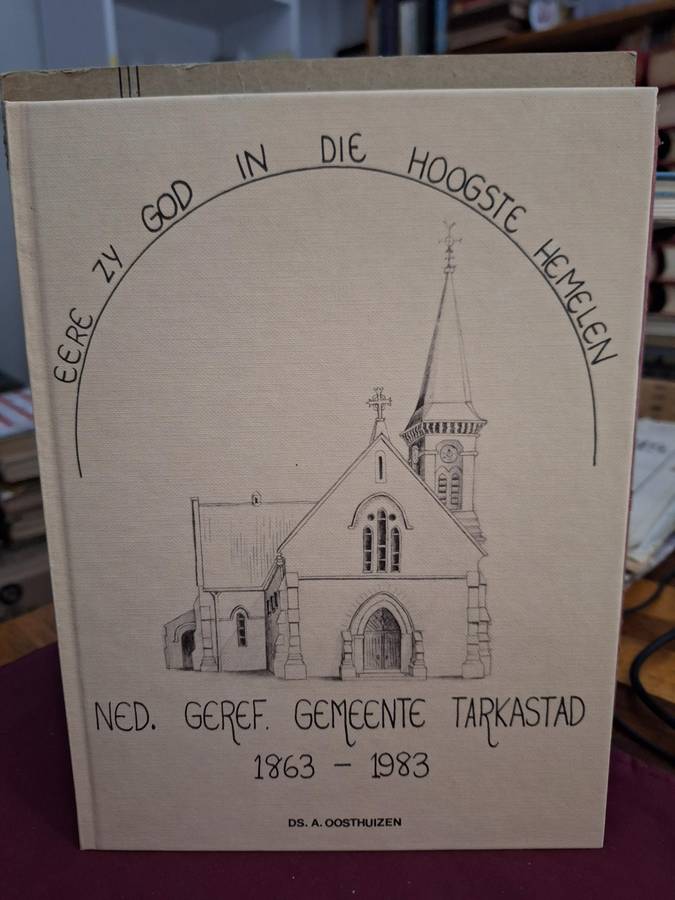 EERE ZY GOD IN DIE HOOGSTE HEMELEN
NED. GEREF. GEMEENTE TARKASTAD
1863 - 1983
DS. A. OOSTHUIZEN